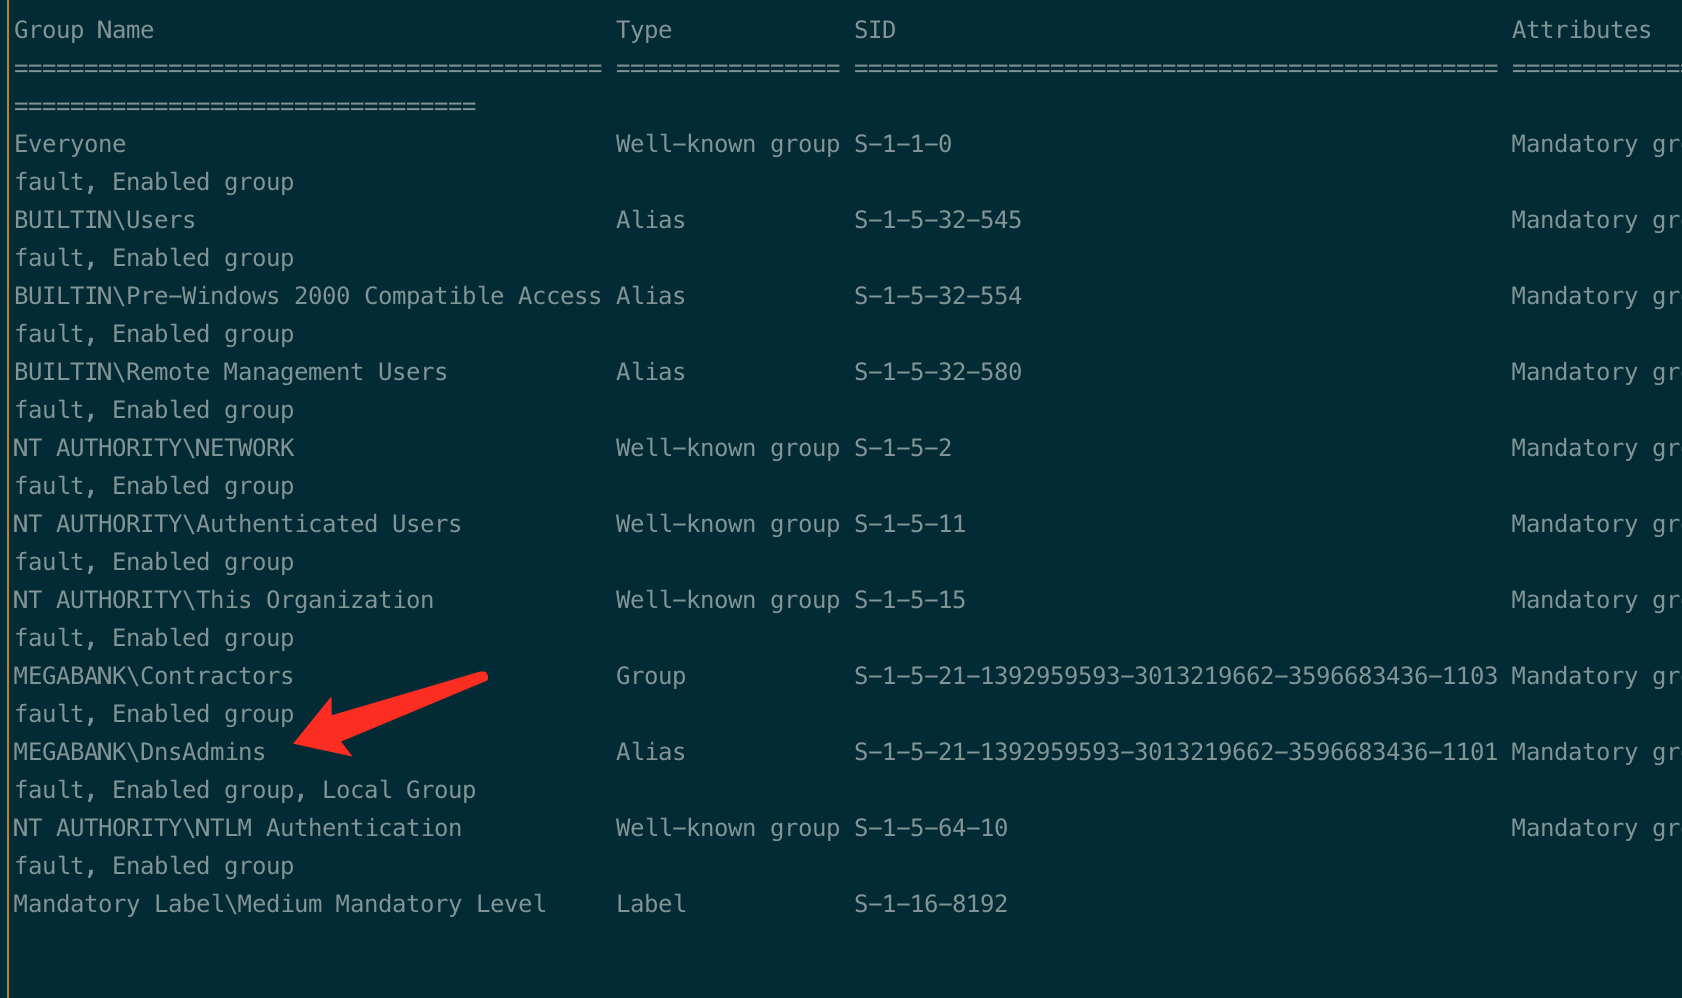 Group Name Type SID Attributes
========================================== ================ ============================================== ============
=================================
Everyone Well-known group S-1-1-0 Mandatory gr
fault, Enabled group
BUILTIN\Users Alias S-1-5-32-545 Mandatory gr
fault, Enabled group
BUILTIN\Pre-Windows 2000 Compatible Access Alias S-1-5-32-554 Mandatory gr
fault, Enabled group
BUILTIN\Remote Management Users Alias S-1-5-32-580 Mandatory gr
fault, Enabled group
NT AUTHORITY\NETWORK Well-known group S-1-5-2 Mandatory gr
fault, Enabled group
NT AUTHORITY\Authenticated Users Well-known group S-1-5-11 Mandatory gr
fault, Enabled group
NT AUTHORITY\This Organization Well-known group S-1-5-15 Mandatory gr
fault, Enabled group
MEGABANK\Contractors Group S-1-5-21-1392959593-3013219662-3596683436-1103 Mandatory gr
fault, Enabled group
MEGABANK\DnsAdmins Alias S-1-5-21-1392959593-3013219662-3596683436-1101 Mandatory gr
fault, Enabled group, Local Group
NT AUTHORITY\NTLM Authentication Well-known group S-1-5-64-10 Mandatory gr
fault, Enabled group
Mandatory Label\Medium Mandatory Level Label S-1-16-8192